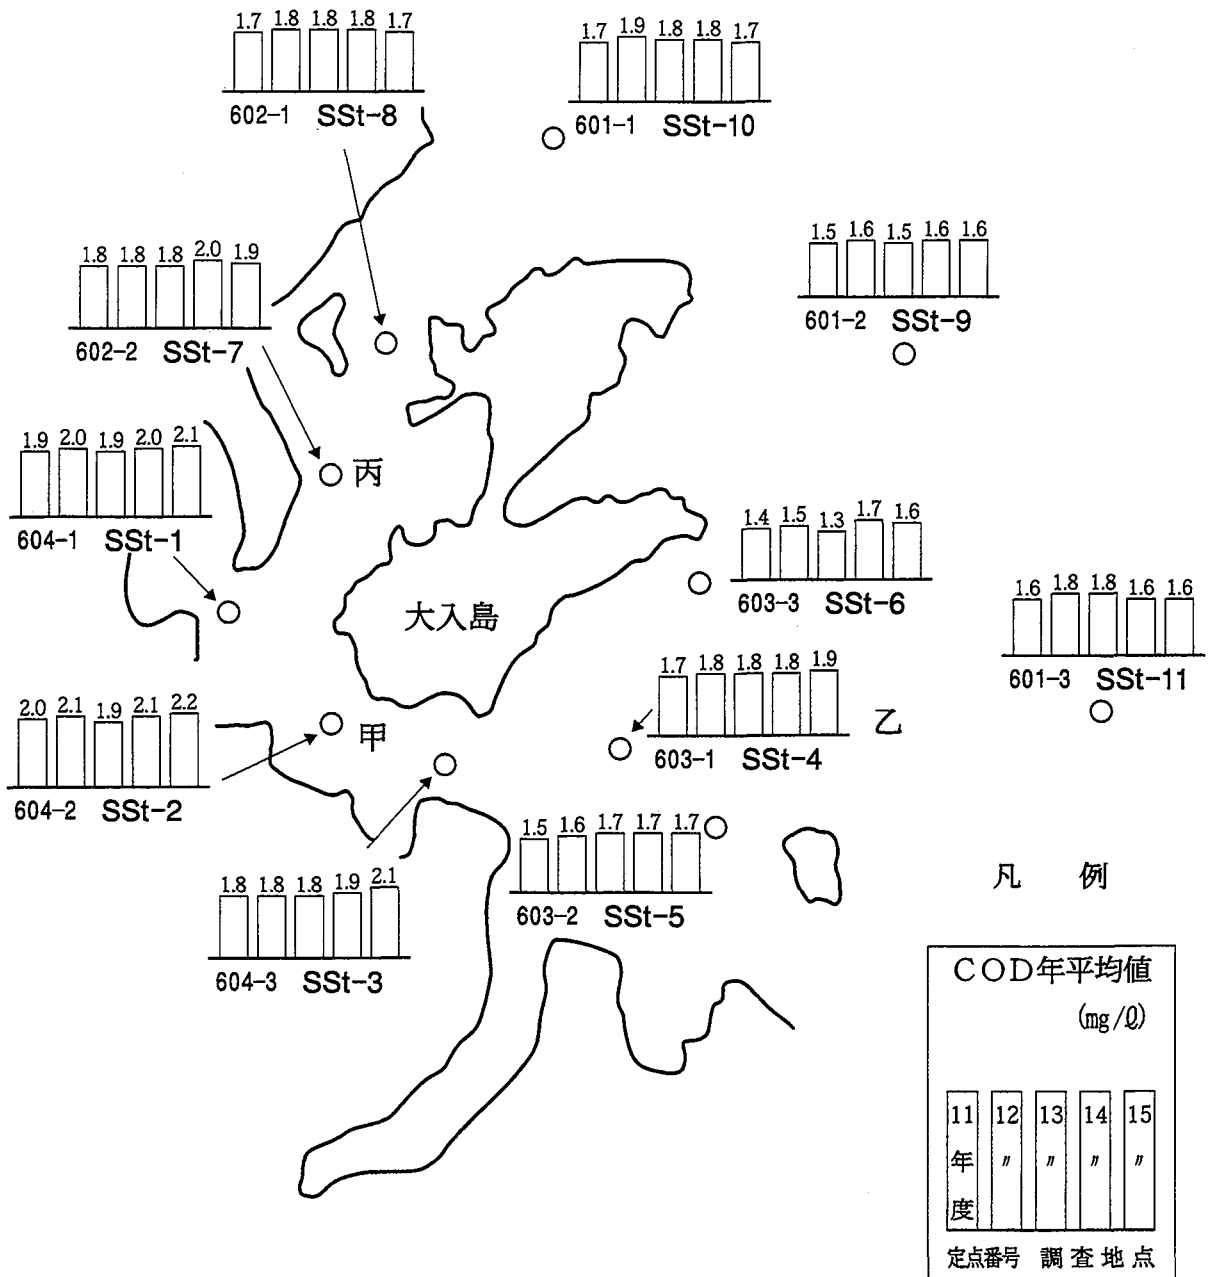 1.7 1.8 1.8 1.8 1.7
602-1 SSt-8
1.7 1.9 1.8 1.8 1.7
601-1 SSt-10
1.8 1.8 1.8 2.0 1.9
602-2 SSt-7
1.5 1.6 1.5 1.6 1.6
601-2 SSt-9
1.9 2.0 1.9 2.0 2.1
604-1 SSt-1
丙
1.4 1.5 1.3 1.7 1.6
603-3 SSt-6
大入島
1.6 1.8 1.8 1.6 1.6
601-3 SSt-11
2.0 2.1 1.9 2.1 2.2
604-2 SSt-2
甲
1.7 1.8 1.8 1.8 1.9
603-1 SSt-4
乙
1.5 1.6 1.7 1.7 1.7
603-2 SSt-5
1.8 1.8 1.8 1.9 2.1
604-3 SSt-3
凡 例
COD年平均値
(mg/ℓ)
11 12 13 14 15
年 〃 〃 〃 〃
度
定点番号 調査地点